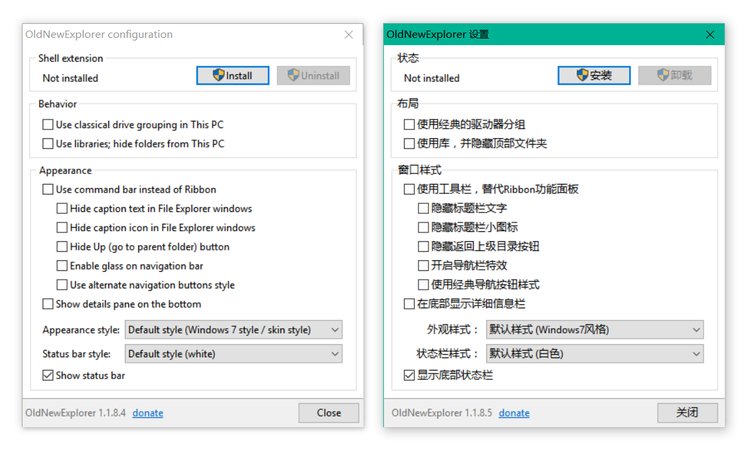 OldNewExplorer configuration
Shell extension
Not installed
Install
Uninstall
Behavior
Use classical drive grouping in This PC
Use libraries; hide folders from This PC
Appearance
Use command bar instead of Ribbon
Hide caption text in File Explorer windows
Hide caption icon in File Explorer windows
Hide Up (go to parent folder) button
Enable glass on navigation bar
Use alternate navigation buttons style
Show details pane on the bottom
Appearance style: Default style (Windows 7 style / skin style)
Status bar style: Default style (white)
Show status bar
OldNewExplorer 1.1.8.4 donate
Close
OldNewExplorer 设置
状态
Not installed
安装
卸载
布局
使用经典的驱动器分组
使用库，并隐藏顶部文件夹
窗口样式
使用工具栏，替代Ribbon功能面板
隐藏标题栏文字
隐藏标题栏小图标
隐藏返回上级目录按钮
开启导航栏特效
使用经典导航按钮样式
在底部显示详细信息栏
外观样式： 默认样式 (Windows7风格)
状态栏样式： 默认样式 (白色)
显示底部状态栏
OldNewExplorer 1.1.8.5 donate
关闭